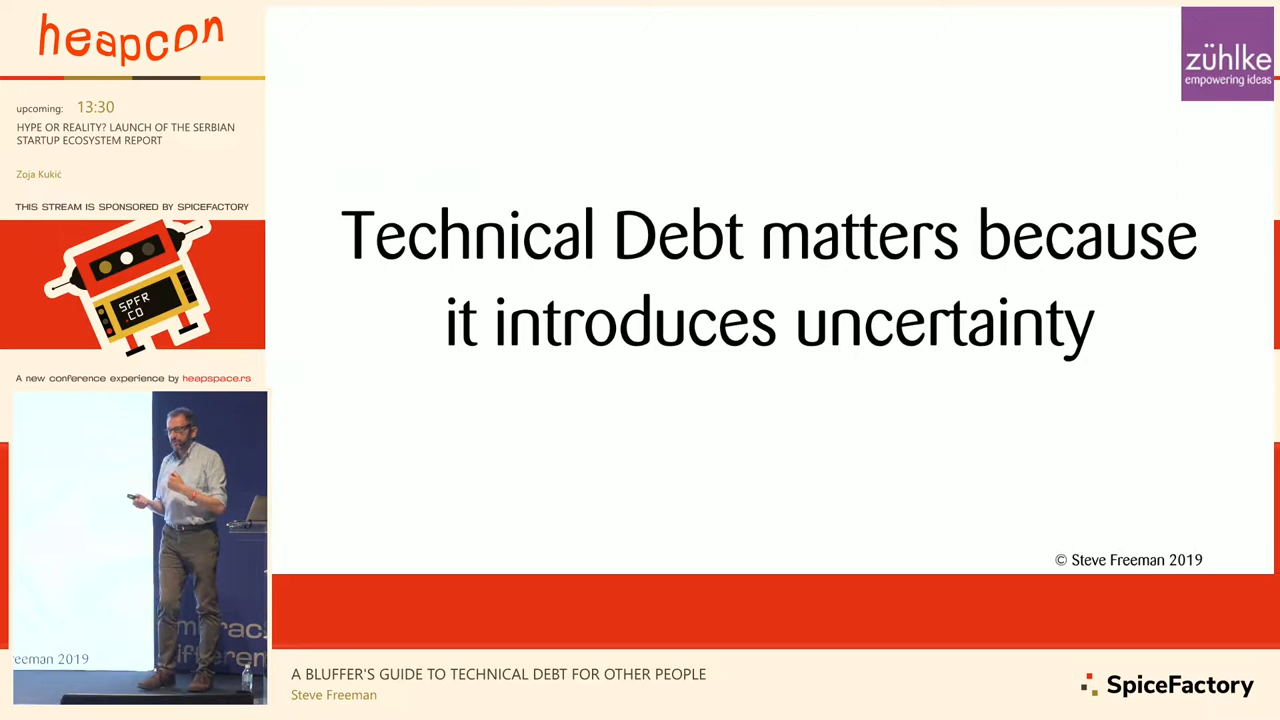 heapcon
upcoming: 13:30
HYPE OR REALITY? LAUNCH OF THE SERBIAN
STARTUP ECOSYSTEM REPORT
Zoja Kukić
THIS STREAM IS SPONSORED BY SPICEFACTORY
SPFR
.CO
A new conference experience by heapspace.rs
zühlke
empowering ideas
Technical Debt matters because
it introduces uncertainty
© Steve Freeman 2019
reeman 2019
A BLUFFER'S GUIDE TO TECHNICAL DEBT FOR OTHER PEOPLE
Steve Freeman
SpiceFactory